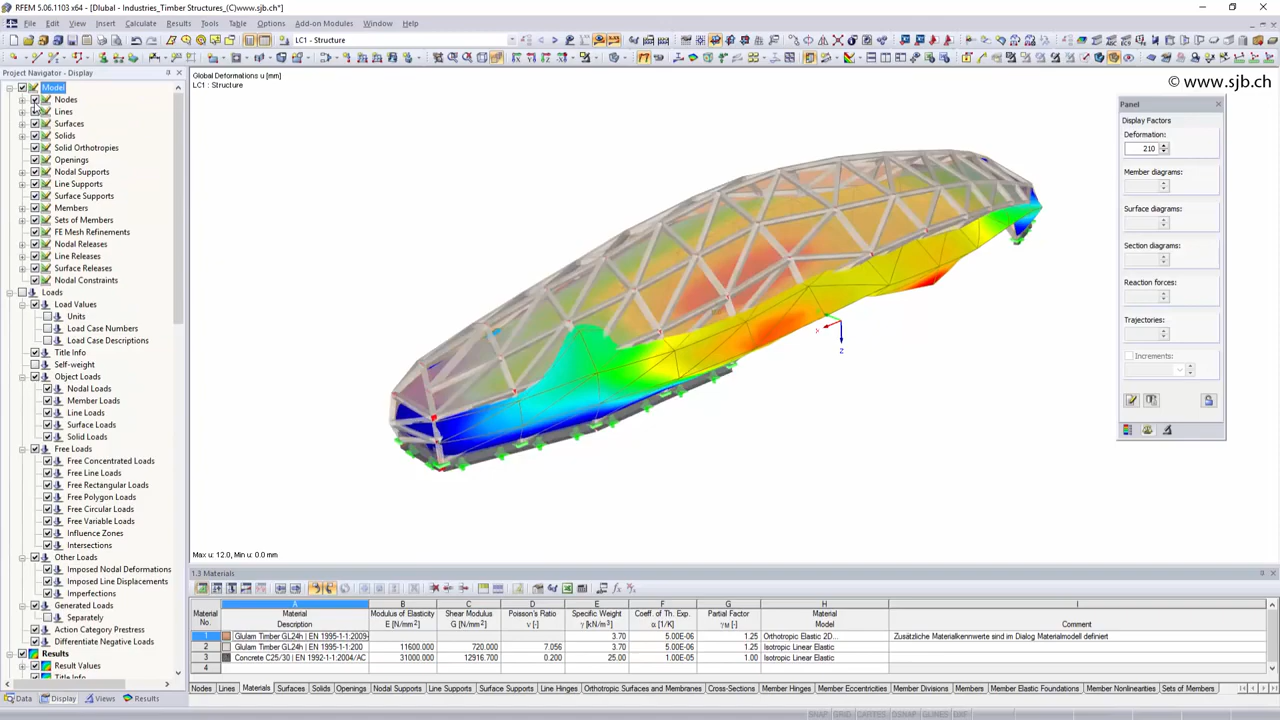 RFEM 5.06.1103 x64 - [Dlubal - Industries_Timber Structures_(C)www.sjb.ch*]
File Edit View Insert Calculate Results Tools Table Options Add-on Modules Window Help
LC1 - Structure
Project Navigator - Display
Model
Nodes
Lines
Surfaces
Solids
Solid Orthotropies
Openings
Nodal Supports
Line Supports
Surface Supports
Members
Sets of Members
FE Mesh Refinements
Nodal Releases
Line Releases
Surface Releases
Nodal Constraints
Loads
Load Values
Units
Load Case Numbers
Load Case Descriptions
Title Info
Self-weight
Object Loads
Nodal Loads
Member Loads
Line Loads
Surface Loads
Solid Loads
Free Loads
Free Concentrated Loads
Free Line Loads
Free Rectangular Loads
Free Polygon Loads
Free Circular Loads
Free Variable Loads
Influence Zones
Intersections
Other Loads
Imposed Nodal Deformations
Imposed Line Displacements
Imperfections
Generated Loads
Separately
Action Category Prestress
Differentiate Negative Loads
Results
Result Values
Title Info
Data Display Views Results
Global Deformations u [mm]
LC1 : Structure
© www.sjb.ch
x
z
Max u: 12.0, Min u: 0.0 mm
Panel
Display Factors
Deformation:
210
Member diagrams:
Surface diagrams:
Section diagrams:
Reaction forces:
Trajectories:
Increments:
1.3 Materials
A B C D E F G H I
Material Material Modulus of Elasticity Shear Modulus Poisson's Ratio Specific Weight Coeff. of Th. Exp. Partial Factor Material
No. Description E [N/mm²] G [N/mm²] ν [-] γ [kN/m³] α [1/K] γM [-] Model Comment
1 Glulam Timber GL24h | EN 1995-1-1:2009- 3.70 5.00E-06 1.25 Orthotropic Elastic 2D... Zusätzliche Materialkennwerte sind im Dialog Materialmodell definiert
2 Glulam Timber GL24h | EN 1995-1-1:200 11600.000 720.000 7.056 3.70 5.00E-06 1.25 Isotropic Linear Elastic
3 Concrete C25/30 | EN 1992-1-1:2004/AC 31000.000 12916.700 0.200 25.00 1.00E-05 1.00 Isotropic Linear Elastic
4
Nodes Lines Materials Surfaces Solids Openings Nodal Supports Line Supports Surface Supports Line Hinges Orthotropic Surfaces and Membranes Cross-Sections Member Hinges Member Eccentricities Member Divisions Members Member Elastic Foundations Member Nonlinearities Sets of Members
SNAP GRID CARTES OSNAP GLINES DXF